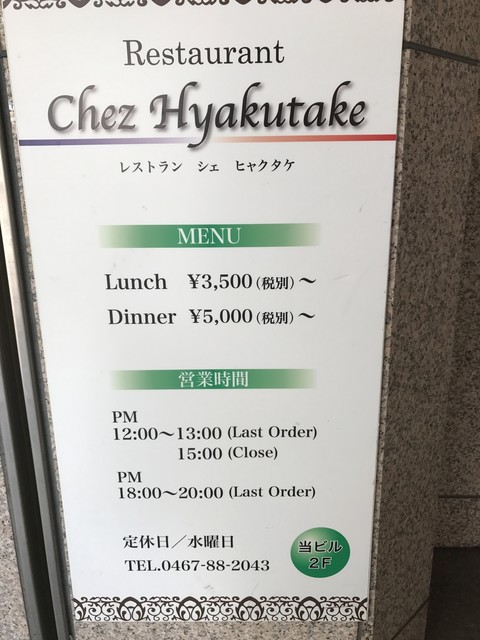 Restaurant
Chez Hyakutake
レストラン シェ ヒャクタケ
MENU
Lunch ¥3,500(税別)〜
Dinner ¥5,000(税別)〜
営業時間
PM
12:00〜13:00 (Last Order)
15:00 (Close)
PM
18:00〜20:00 (Last Order)
定休日／水曜日
TEL.0467-88-2043
当ビル
2F